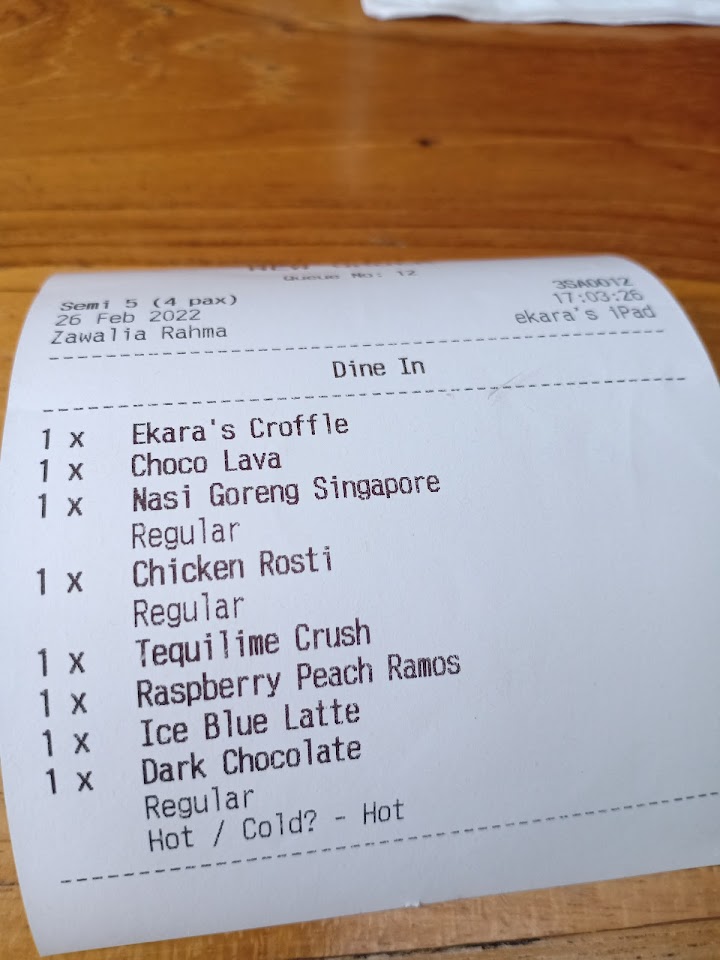 Queue No: 12
Semi 5 (4 pax) 3SA0012
26 Feb 2022 17:03:26
Zawalia Rahma ekara's iPad
Dine In
1 x Ekara's Croffle
1 x Choco Lava
1 x Nasi Goreng Singapore
Regular
1 x Chicken Rosti
Regular
1 x Tequilime Crush
1 x Raspberry Peach Ramos
1 x Ice Blue Latte
1 x Dark Chocolate
Regular
Hot / Cold? - Hot